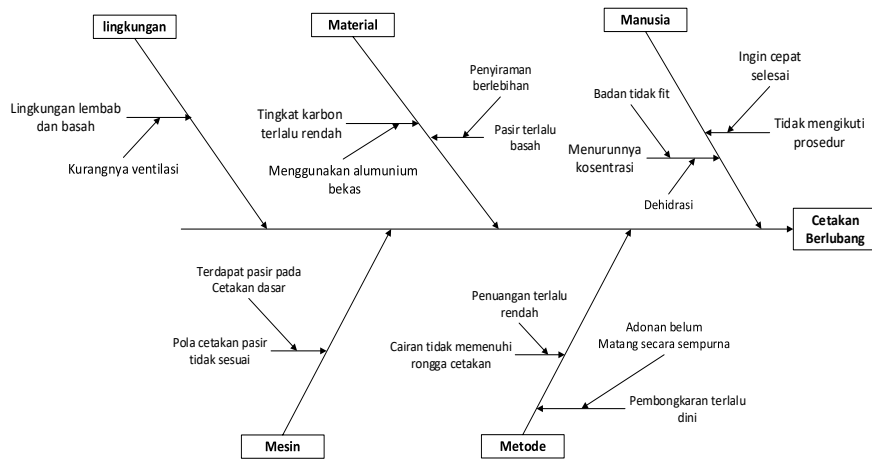 lingkungan
Material
Manusia
Lingkungan lembab
dan basah
Kurangnya ventilasi
Tingkat karbon
terlalu rendah
Menggunakan alumunium
bekas
Penyiraman
berlebihan
Pasir terlalu
basah
Badan tidak fit
Menurunnya
kosentrasi
Dehidrasi
Ingin cepat
selesai
Tidak mengikuti
prosedur
Cetakan
Berlubang
Terdapat pasir pada
Cetakan dasar
Pola cetakan pasir
tidak sesuai
Penuangan terlalu
rendah
Cairan tidak memenuhi
rongga cetakan
Adonan belum
Matang secara sempurna
Pembongkaran terlalu
dini
Mesin
Metode